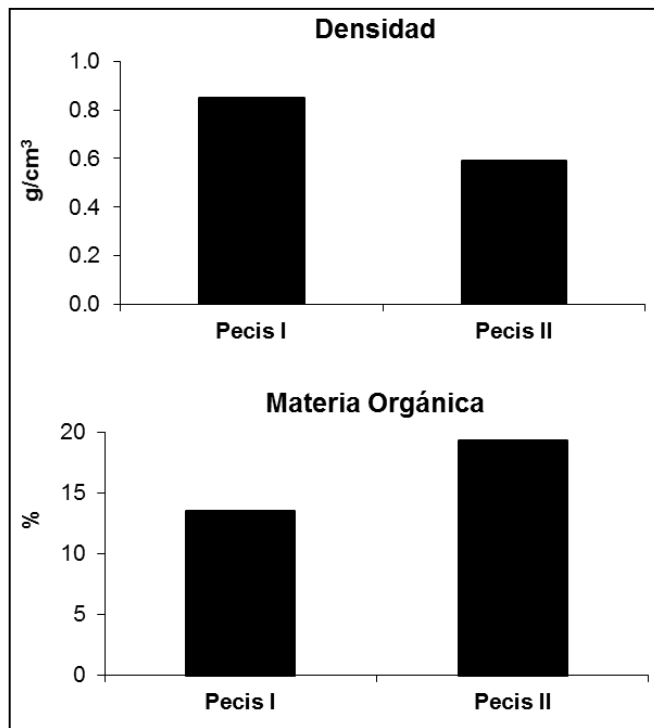 Densidad
g/cm³
1.0
0.8
0.6
0.4
0.2
0.0
Pecis I
Pecis II
Materia Orgánica
%
20
15
10
5
0
Pecis I
Pecis II